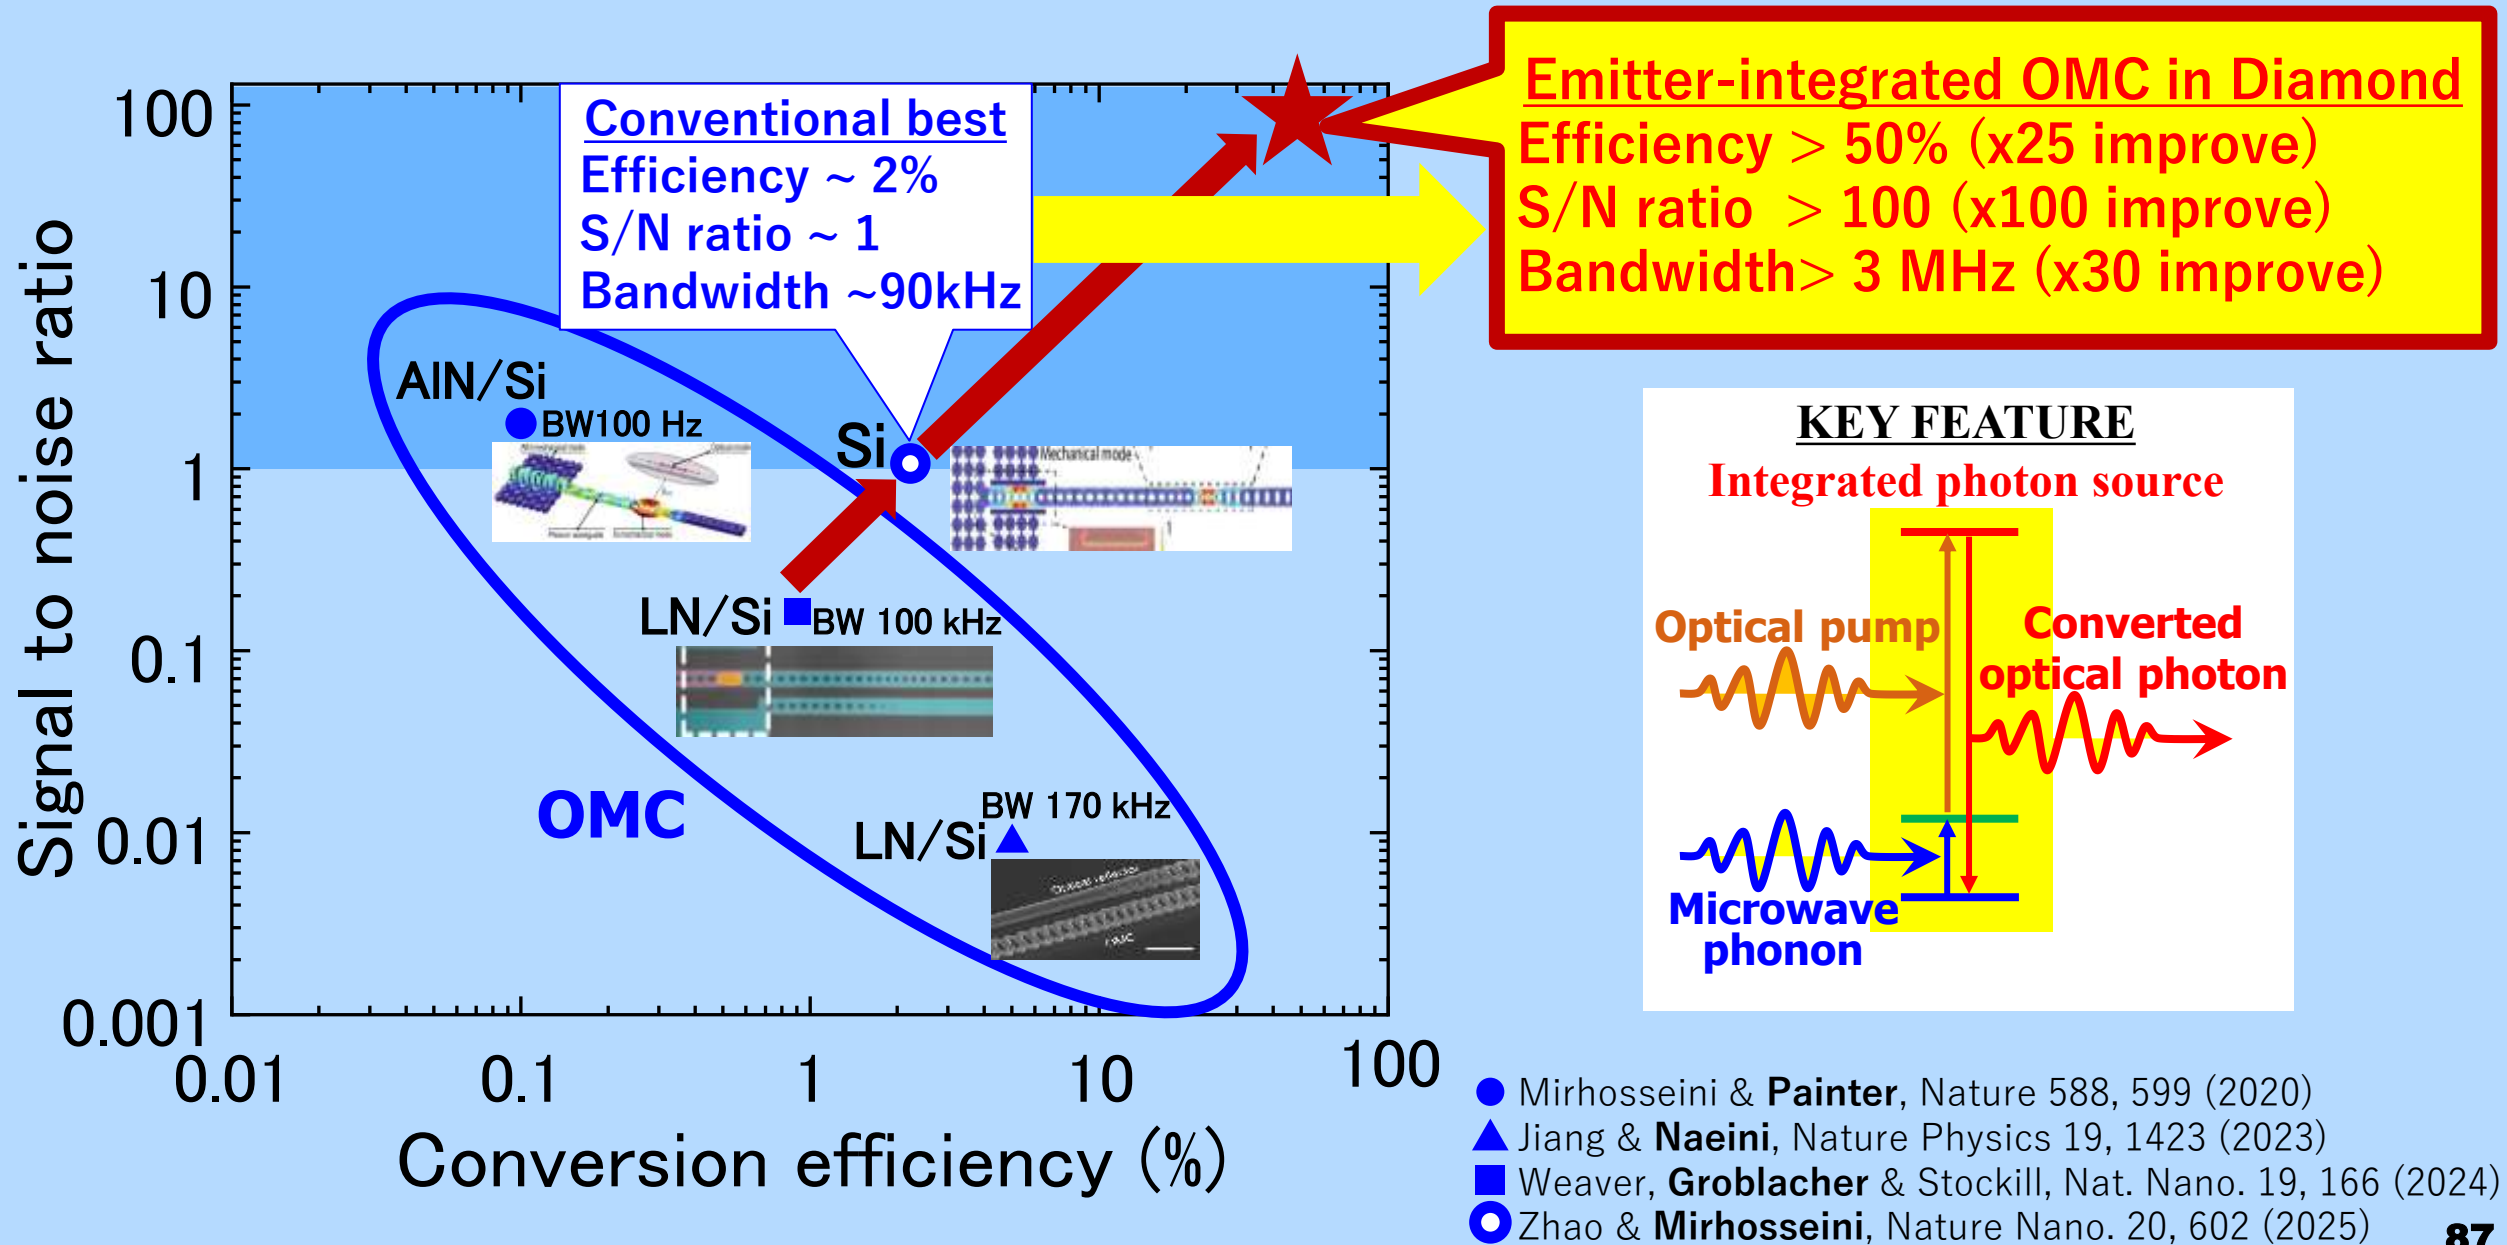 Signal to noise ratio
100
10
1
0.1
0.01
0.001
0.01
0.1
1
10
100
Conversion efficiency (%)
Conventional best
Efficiency ~ 2%
S/N ratio ~ 1
Bandwidth ~90kHz
Emitter-integrated OMC in Diamond
Efficiency > 50% (x25 improve)
S/N ratio > 100 (x100 improve)
Bandwidth> 3 MHz (x30 improve)
AlN/Si
BW100 Hz
Si
Mechanical mode
LN/Si
BW 100 kHz
OMC
BW 170 kHz
LN/Si
Optical reflector
OMC
KEY FEATURE
Integrated photon source
Optical pump
Converted
optical photon
Microwave
phonon
Mirhosseini & Painter, Nature 588, 599 (2020)
Jiang & Naeini, Nature Physics 19, 1423 (2023)
Weaver, Groblacher & Stockill, Nat. Nano. 19, 166 (2024)
Zhao & Mirhosseini, Nature Nano. 20, 602 (2025)
87